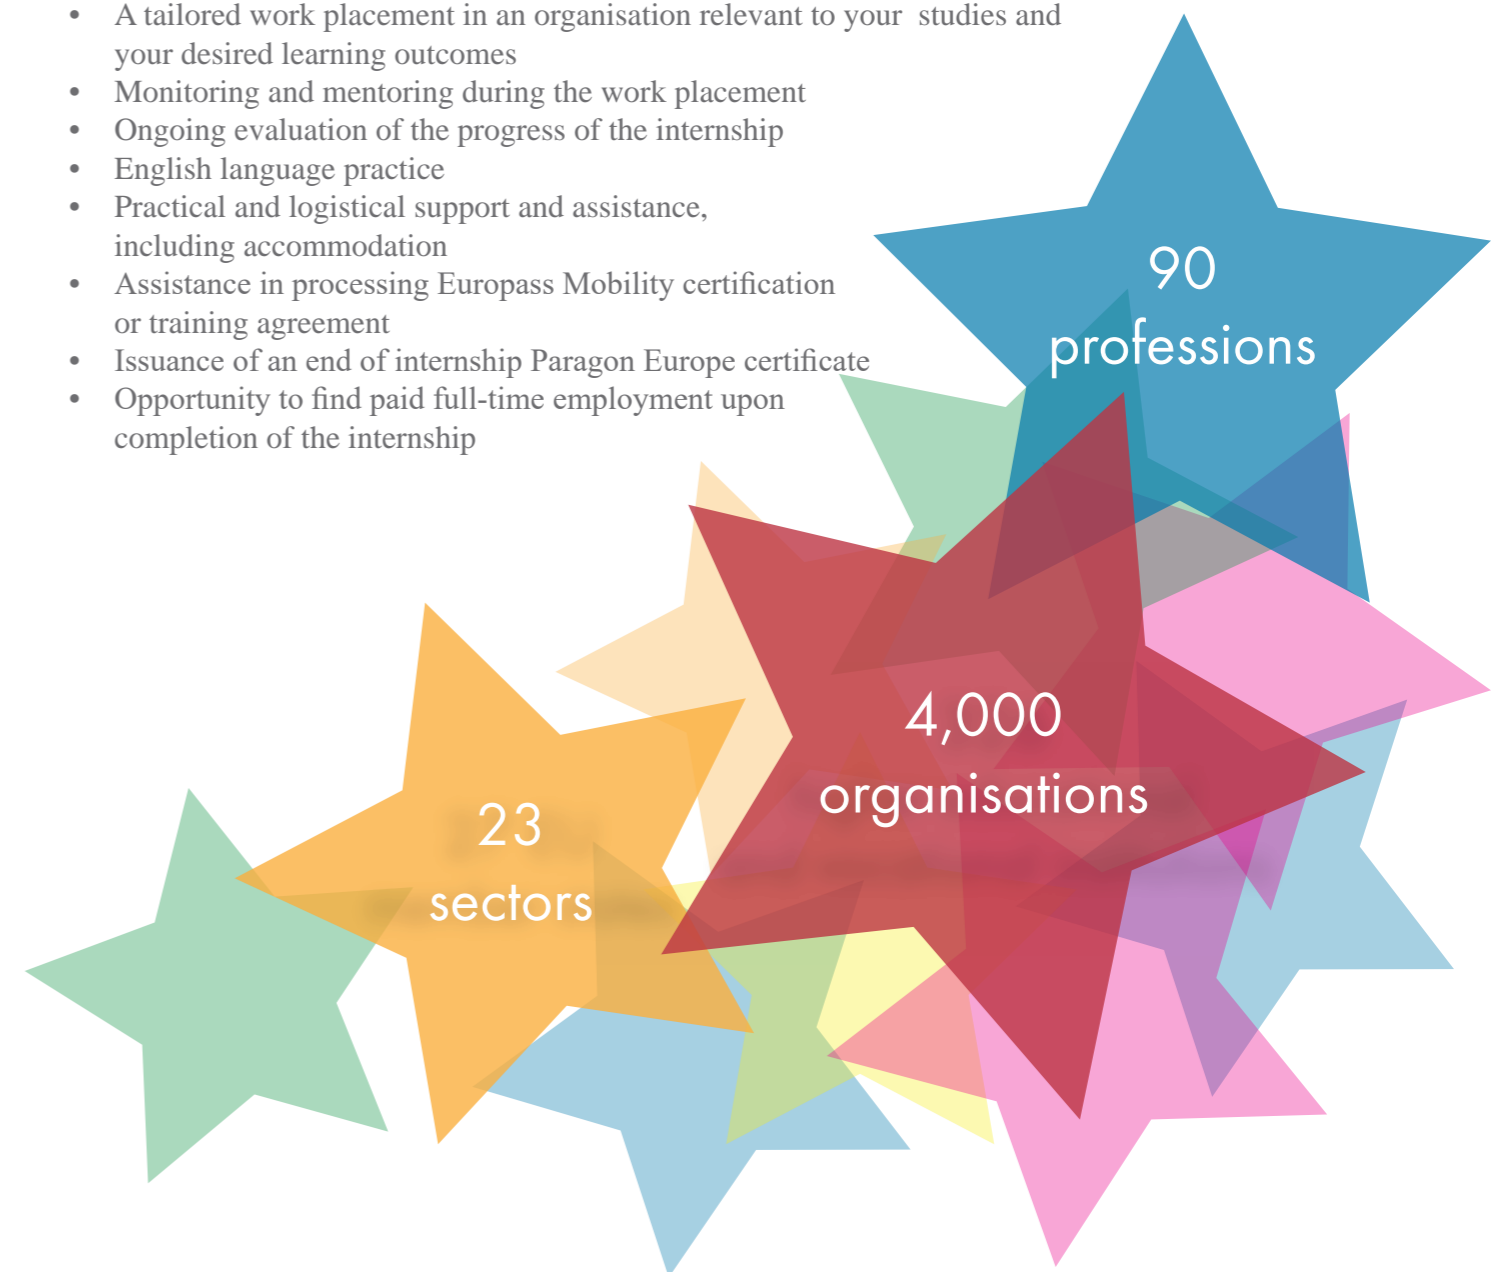 • A tailored work placement in an organisation relevant to your studies and
your desired learning outcomes
• Monitoring and mentoring during the work placement
• Ongoing evaluation of the progress of the internship
• English language practice
• Practical and logistical support and assistance,
including accommodation
• Assistance in processing Europass Mobility certification
or training agreement
• Issuance of an end of internship Paragon Europe certificate
• Opportunity to find paid full-time employment upon
completion of the internship
90
professions
4,000
organisations
23
sectors